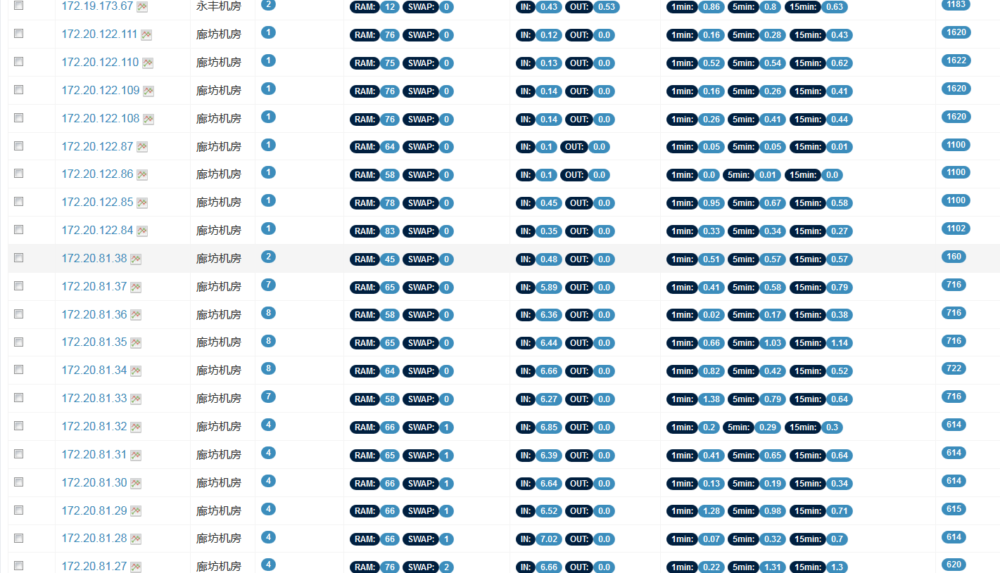 172.19.173.67 永丰机房 2 RAM: 12 SWAP: 0 IN: 0.43 OUT: 0.53 1min: 0.86 5min: 0.8 15min: 0.63 1183
172.20.122.111 廊坊机房 1 RAM: 76 SWAP: 0 IN: 0.12 OUT: 0.0 1min: 0.16 5min: 0.28 15min: 0.43 1620
172.20.122.110 廊坊机房 1 RAM: 75 SWAP: 0 IN: 0.13 OUT: 0.0 1min: 0.52 5min: 0.54 15min: 0.62 1622
172.20.122.109 廊坊机房 1 RAM: 76 SWAP: 0 IN: 0.14 OUT: 0.0 1min: 0.16 5min: 0.26 15min: 0.41 1620
172.20.122.108 廊坊机房 1 RAM: 76 SWAP: 0 IN: 0.14 OUT: 0.0 1min: 0.26 5min: 0.41 15min: 0.44 1620
172.20.122.87 廊坊机房 1 RAM: 64 SWAP: 0 IN: 0.1 OUT: 0.0 1min: 0.05 5min: 0.05 15min: 0.01 1100
172.20.122.86 廊坊机房 1 RAM: 58 SWAP: 0 IN: 0.1 OUT: 0.0 1min: 0.0 5min: 0.01 15min: 0.0 1100
172.20.122.85 廊坊机房 1 RAM: 78 SWAP: 0 IN: 0.45 OUT: 0.0 1min: 0.95 5min: 0.67 15min: 0.58 1100
172.20.122.84 廊坊机房 1 RAM: 83 SWAP: 0 IN: 0.35 OUT: 0.0 1min: 0.33 5min: 0.34 15min: 0.27 1102
172.20.81.38 廊坊机房 2 RAM: 45 SWAP: 0 IN: 0.48 OUT: 0.0 1min: 0.51 5min: 0.57 15min: 0.57 160
172.20.81.37 廊坊机房 7 RAM: 65 SWAP: 0 IN: 5.89 OUT: 0.0 1min: 0.41 5min: 0.58 15min: 0.79 716
172.20.81.36 廊坊机房 8 RAM: 58 SWAP: 0 IN: 6.36 OUT: 0.0 1min: 0.02 5min: 0.17 15min: 0.38 716
172.20.81.35 廊坊机房 8 RAM: 65 SWAP: 0 IN: 6.44 OUT: 0.0 1min: 0.66 5min: 1.03 15min: 1.14 716
172.20.81.34 廊坊机房 8 RAM: 64 SWAP: 0 IN: 6.66 OUT: 0.0 1min: 0.82 5min: 0.42 15min: 0.52 722
172.20.81.33 廊坊机房 7 RAM: 58 SWAP: 0 IN: 6.27 OUT: 0.0 1min: 1.38 5min: 0.79 15min: 0.64 716
172.20.81.32 廊坊机房 4 RAM: 66 SWAP: 1 IN: 6.85 OUT: 0.0 1min: 0.2 5min: 0.29 15min: 0.3 614
172.20.81.31 廊坊机房 4 RAM: 65 SWAP: 1 IN: 6.39 OUT: 0.0 1min: 0.41 5min: 0.65 15min: 0.64 614
172.20.81.30 廊坊机房 4 RAM: 66 SWAP: 1 IN: 6.64 OUT: 0.0 1min: 0.13 5min: 0.19 15min: 0.34 614
172.20.81.29 廊坊机房 4 RAM: 66 SWAP: 1 IN: 6.52 OUT: 0.0 1min: 1.28 5min: 0.98 15min: 0.71 615
172.20.81.28 廊坊机房 4 RAM: 66 SWAP: 1 IN: 7.02 OUT: 0.0 1min: 0.07 5min: 0.32 15min: 0.7 614
172.20.81.27 廊坊机房 4 RAM: 76 SWAP: 2 IN: 6.66 OUT: 0.0 1min: 0.22 5min: 1.31 15min: 1.3 620